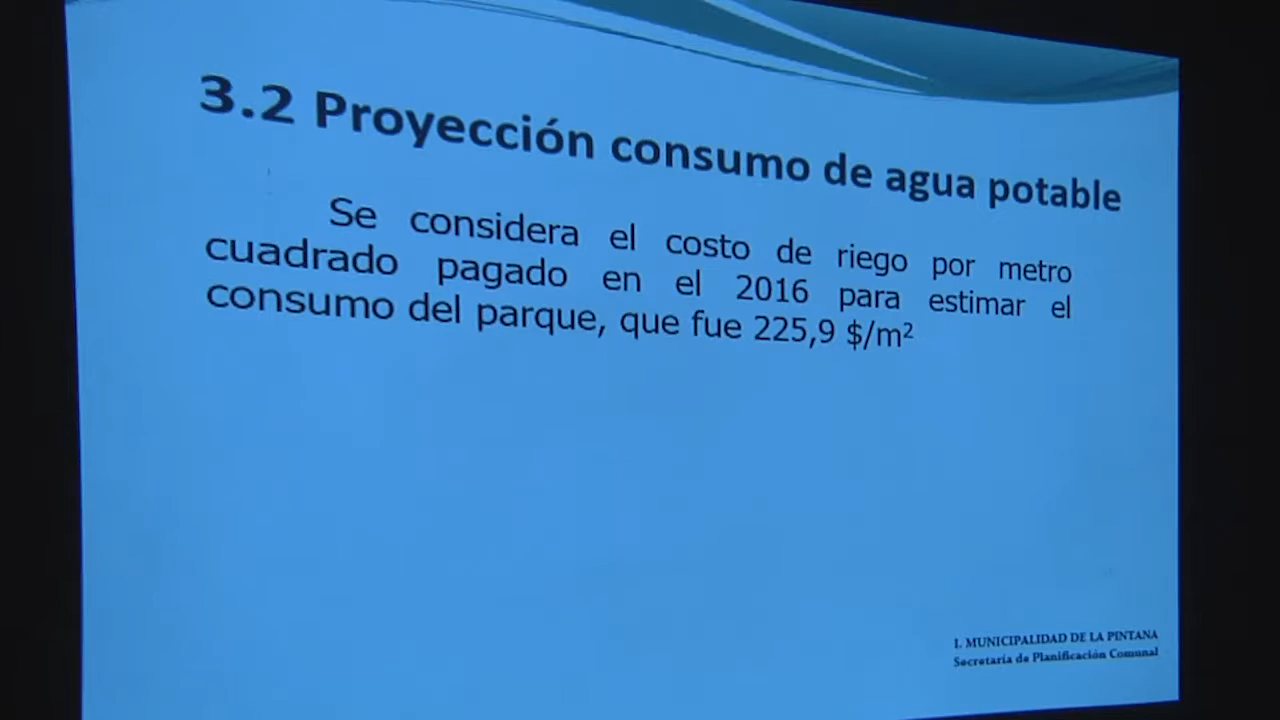 3.2 Proyección consumo de agua potable
Se considera el costo de riego por metro
cuadrado pagado en el 2016 para estimar el
consumo del parque, que fue 225,9 $/m²
I. MUNICIPALIDAD DE LA PINTANA
Secretaría de Planificación Comunal